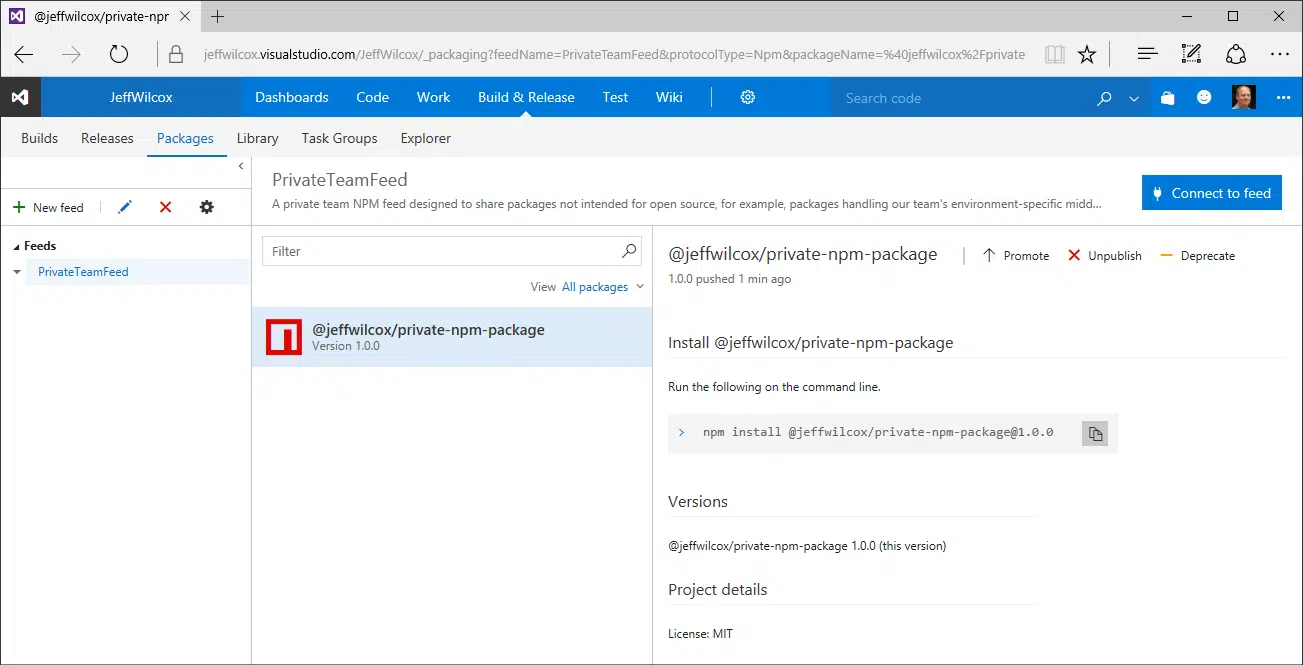 @jeffwilcox/private-npr
jeffwilcox.visualstudio.com/JeffWilcox/_packaging?feedName=PrivateTeamFeed&protocolType=Npm&packageName=%40jeffwilcox%2Fprivate
JeffWilcox Dashboards Code Work Build & Release Test Wiki Search code
Builds Releases Packages Library Task Groups Explorer
New feed
Feeds
PrivateTeamFeed
PrivateTeamFeed
A private team NPM feed designed to share packages not intended for open source, for example, packages handling our team's environment-specific midd...
Connect to feed
Filter
View All packages
@jeffwilcox/private-npm-package
Version 1.0.0
@jeffwilcox/private-npm-package Promote Unpublish Deprecate
1.0.0 pushed 1 min ago
Install @jeffwilcox/private-npm-package
Run the following on the command line.
> npm install @jeffwilcox/private-npm-package@1.0.0
Versions
@jeffwilcox/private-npm-package 1.0.0 (this version)
Project details
License: MIT